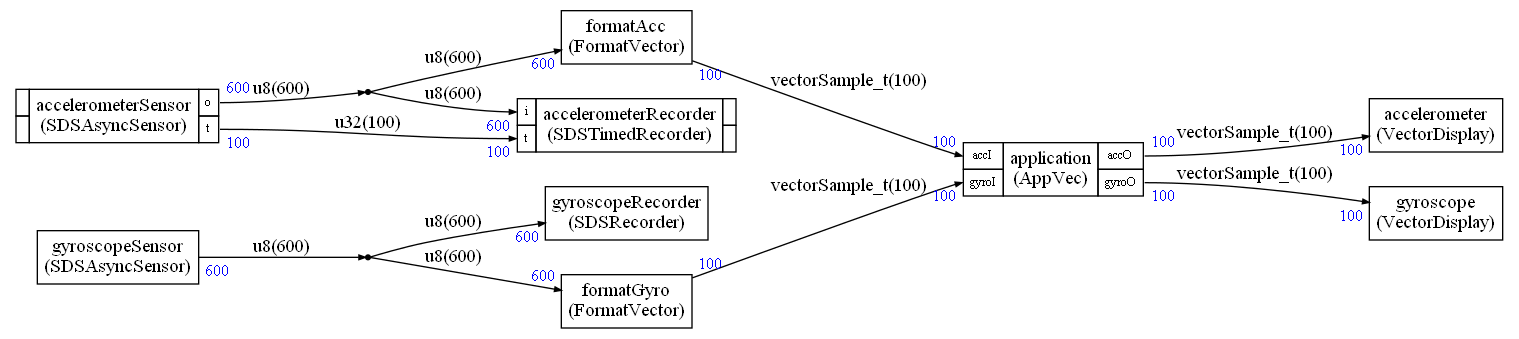 formatAcc
(FormatVector)
600
100
u8(600)
accelerometerSensor
(SDSAsyncSensor)
o
t
600
100
u8(600)
u8(600)
u32(100)
i
t
accelerometerRecorder
(SDSTimedRecorder)
600
100
vectorSample_t(100)
100
accI
gyroI
application
(AppVec)
accO
gyroO
100
100
100
vectorSample_t(100)
100
accelerometer
(VectorDisplay)
vectorSample_t(100)
100
gyroscope
(VectorDisplay)
vectorSample_t(100)
gyroscopeRecorder
(SDSRecorder)
600
u8(600)
gyroscopeSensor
(SDSAsyncSensor)
600
u8(600)
u8(600)
600
100
formatGyro
(FormatVector)